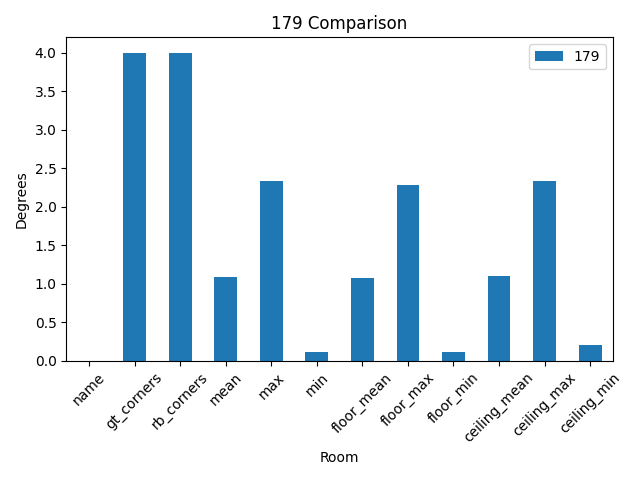 179 Comparison
179
Degrees
4.0
3.5
3.0
2.5
2.0
1.5
1.0
0.5
0.0
name
gt_corners
rb_corners
mean
max
min
floor_mean
floor_max
floor_min
ceiling_mean
ceiling_max
ceiling_min
Room